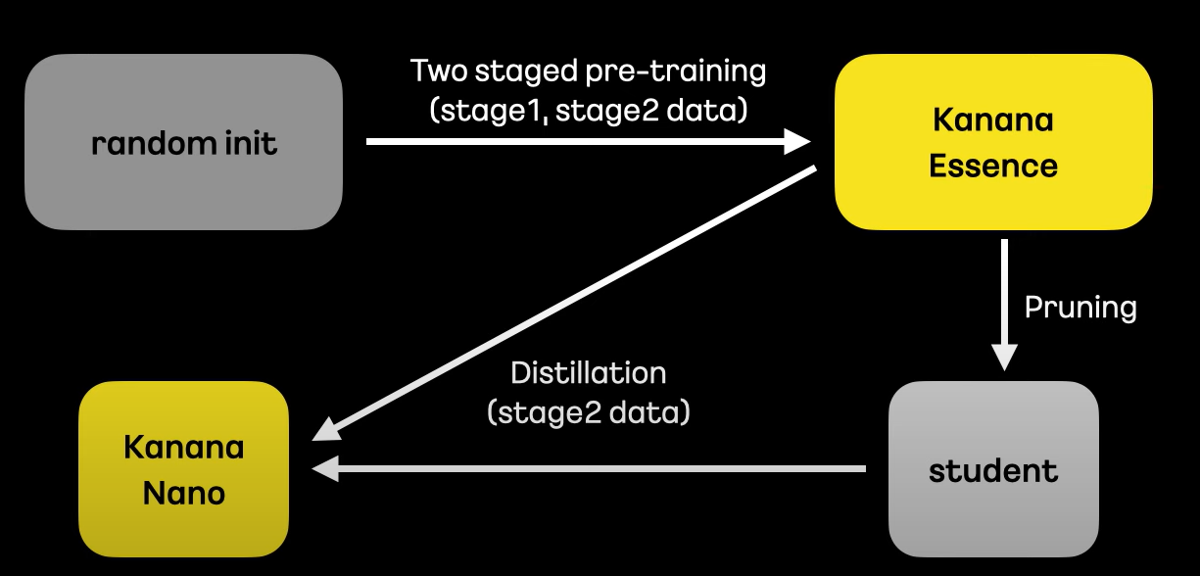 Two staged pre-training
(stage1, stage2 data)
random init
Kanana
Essence
Pruning
Distillation
(stage2 data)
Kanana
Nano
student